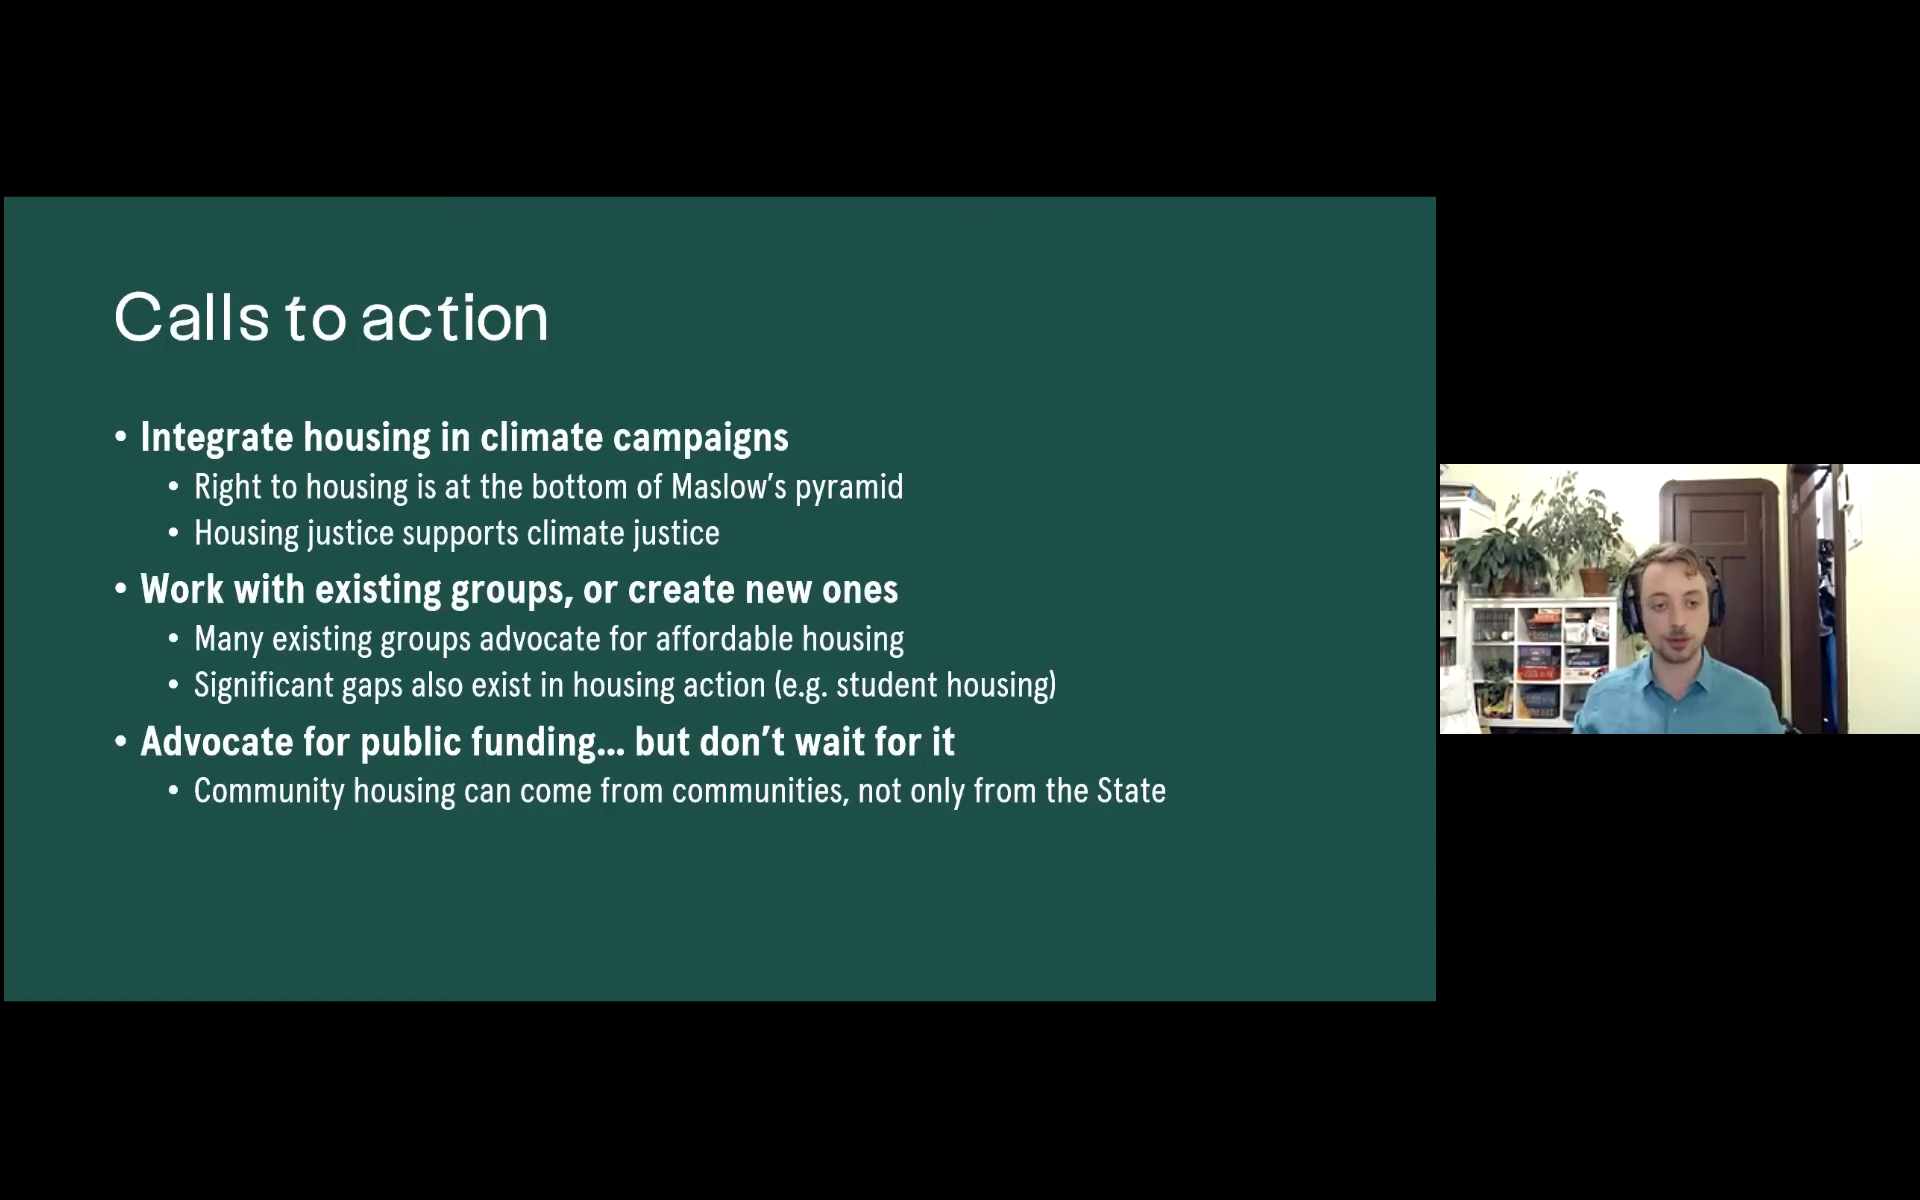 Calls to action
• Integrate housing in climate campaigns
• Right to housing is at the bottom of Maslow’s pyramid
• Housing justice supports climate justice
• Work with existing groups, or create new ones
• Many existing groups advocate for affordable housing
• Significant gaps also exist in housing action (e.g. student housing)
• Advocate for public funding... but don’t wait for it
• Community housing can come from communities, not only from the State